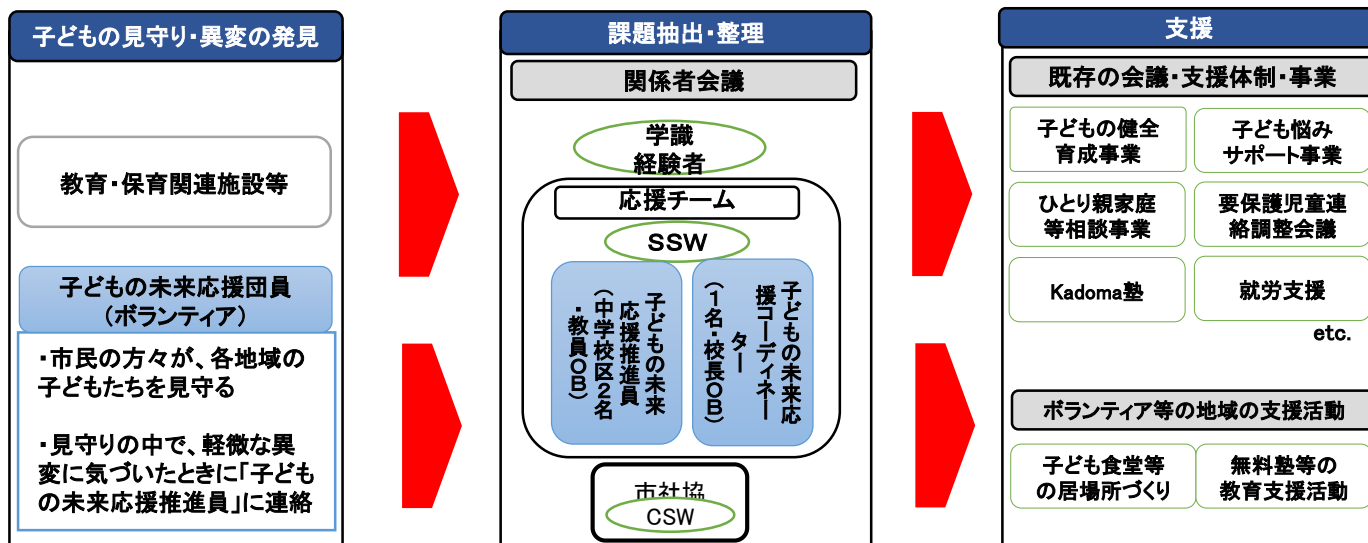 子どもの見守り・異変の発見
教育・保育関連施設等
子どもの未来応援団員
(ボランティア)
・市民の方々が、各地域の
子どもたちを見守る
・見守りの中で、軽微な異
変に気づいたときに「子ども
の未来応援推進員」に連絡
課題抽出・整理
関係者会議
学識
経験者
応援チーム
SSW
子どもの未来
応援推進員
(中学校区2名
・教員OB)
子どもの未来応
援コーディネー
ター
(1名・校長OB)
市社協
CSW
支援
既存の会議・支援体制・事業
子どもの健全
育成事業
子ども悩み
サポート事業
ひとり親家庭
等相談事業
要保護児童連
絡調整会議
Kadoma塾
就労支援
etc.
ボランティア等の地域の支援活動
子ども食堂等
の居場所づくり
無料塾等の
教育支援活動